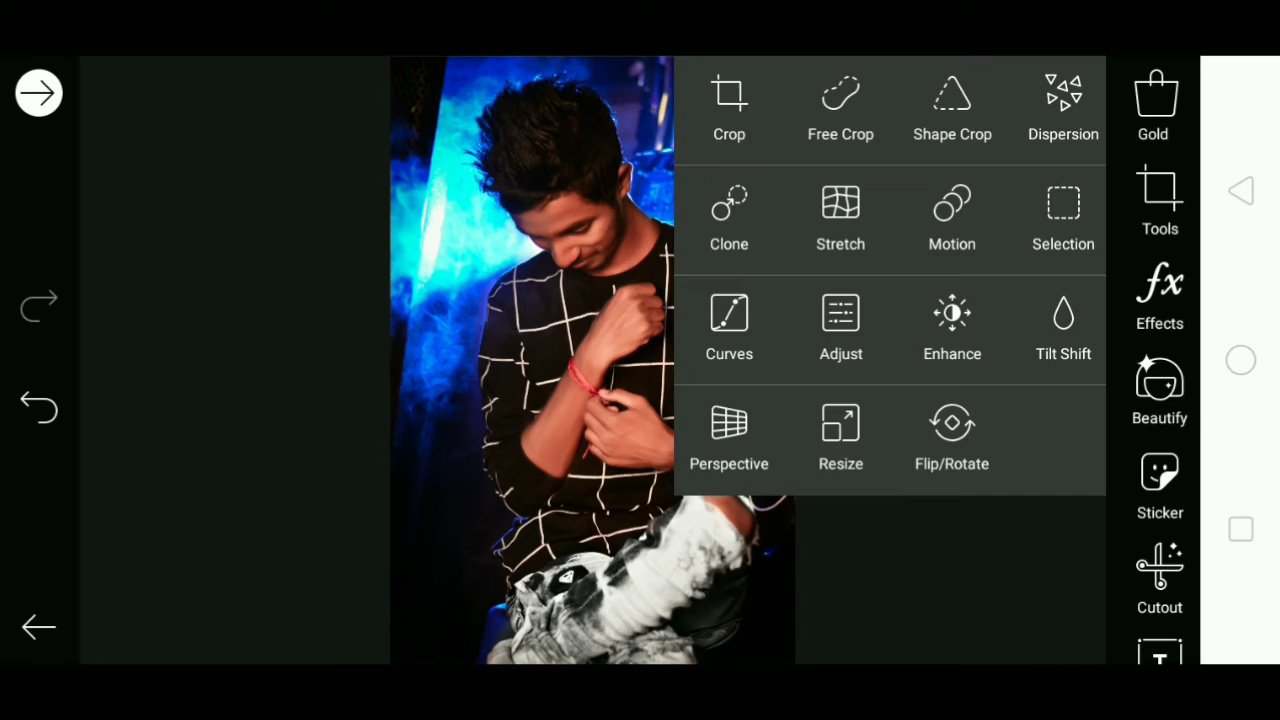 Crop Free Crop Shape Crop Dispersion
Clone Stretch Motion Selection
Curves Adjust Enhance Tilt Shift
Perspective Resize Flip/Rotate
Gold
Tools
fx
Effects
Beautify
Sticker
Cutout
T